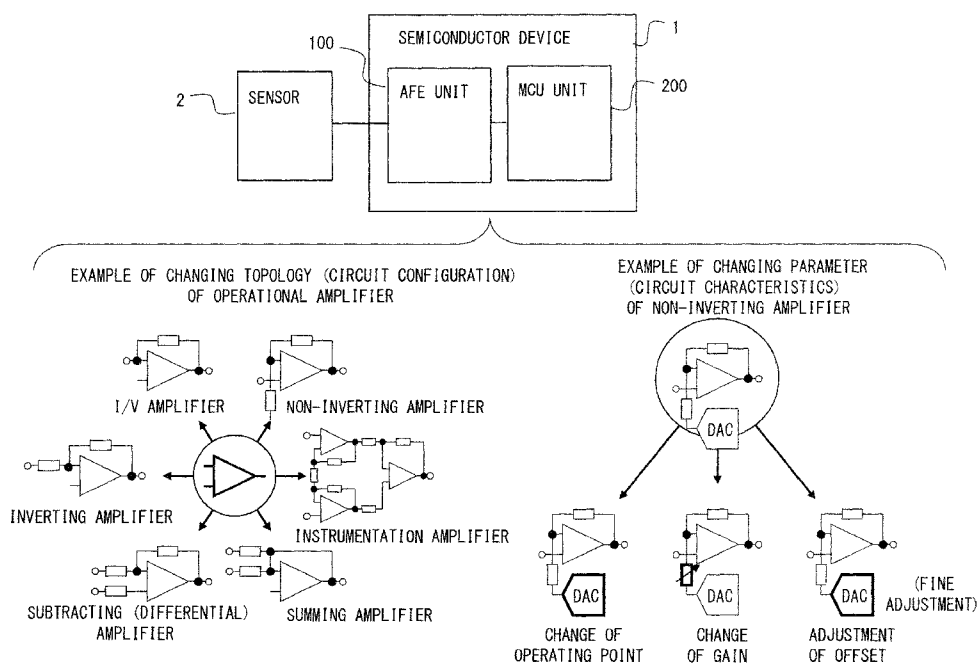 1
SEMICONDUCTOR DEVICE
100
2
SENSOR
AFE UNIT
MCU UNIT
200
EXAMPLE OF CHANGING TOPOLOGY (CIRCUIT CONFIGURATION)
OF OPERATIONAL AMPLIFIER
EXAMPLE OF CHANGING PARAMETER
(CIRCUIT CHARACTERISTICS)
OF NON-INVERTING AMPLIFIER
I/V AMPLIFIER
NON-INVERTING AMPLIFIER
INVERTING AMPLIFIER
INSTRUMENTATION AMPLIFIER
SUBTRACTING (DIFFERENTIAL)
AMPLIFIER
SUMMING AMPLIFIER
DAC
DAC
DAC
DAC
(FINE
ADJUSTMENT)
CHANGE OF
OPERATING POINT
CHANGE
OF GAIN
ADJUSTMENT
OF OFFSET